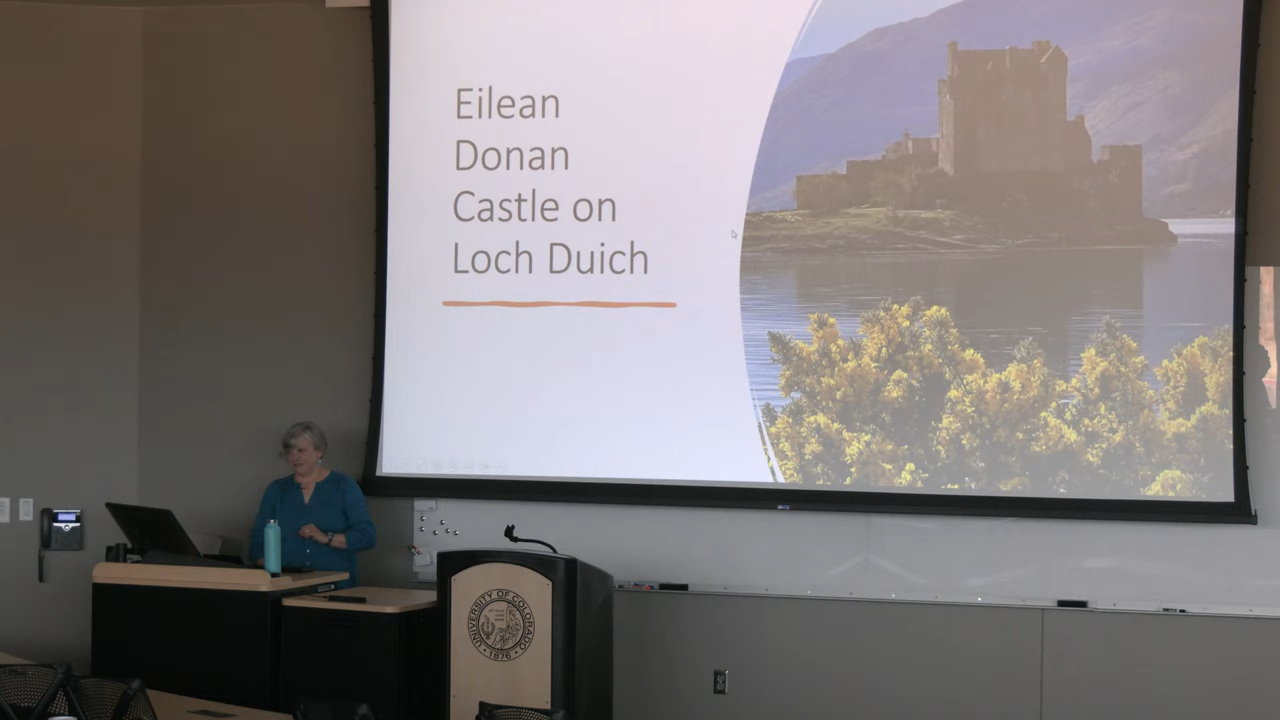 Eilean
Donan
Castle on
Loch Duich
UNIVERSITY OF COLORADO
1876